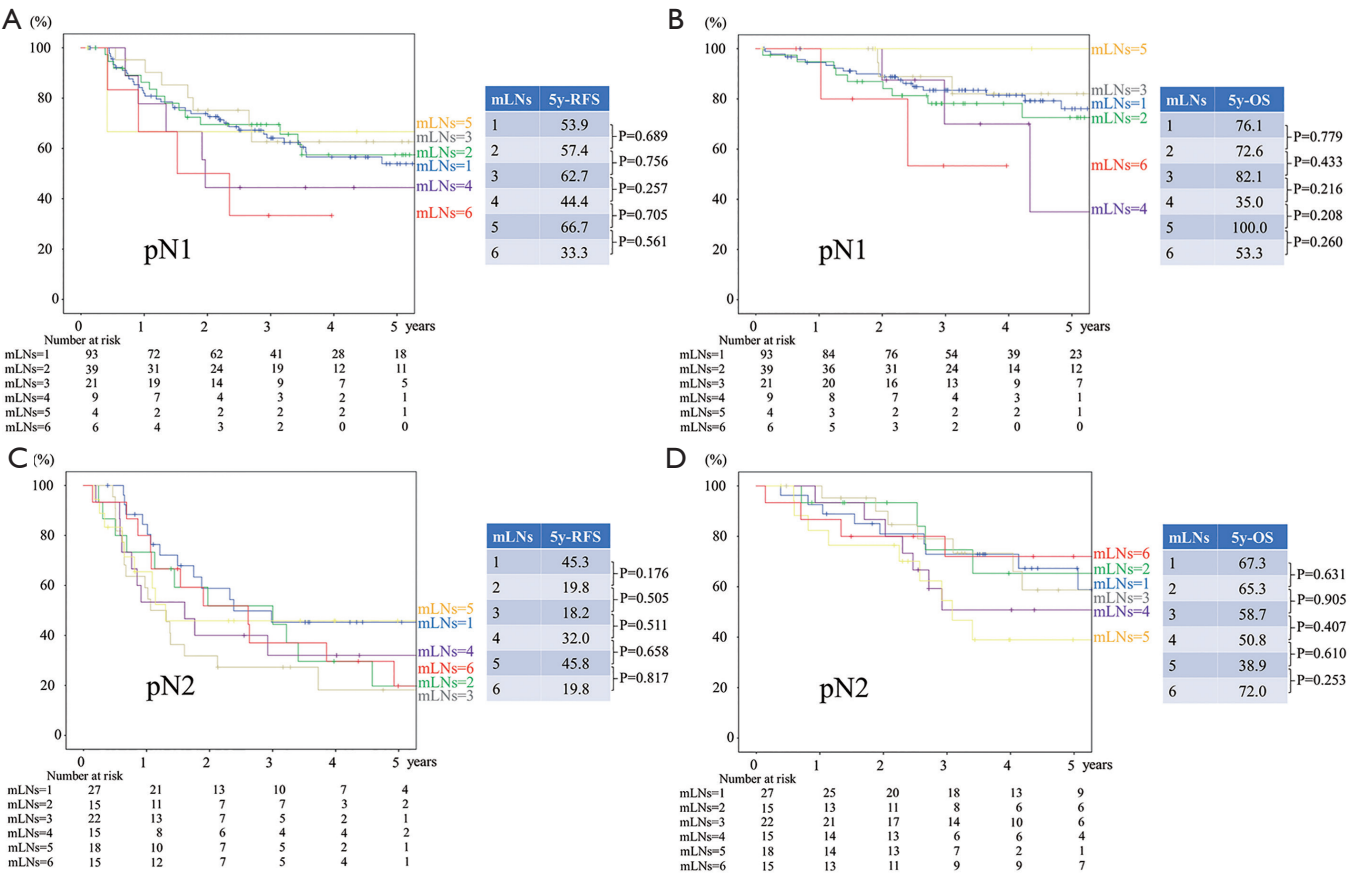 A (%)
100
80
60
40
20
0
mLNs=5
mLNs=3
mLNs=2
mLNs=1
mLNs=4
mLNs=6
pN1
0 1 2 3 4 5 years
Number at risk
mLNs=1 93 72 62 41 28 18
mLNs=2 39 31 24 19 12 11
mLNs=3 21 19 14 9 7 5
mLNs=4 9 7 4 3 2 1
mLNs=5 4 2 2 2 2 1
mLNs=6 6 4 3 2 0 0
mLNs 5y-RFS
1 53.9
2 57.4
3 62.7
4 44.4
5 66.7
6 33.3
P=0.689
P=0.756
P=0.257
P=0.705
P=0.561
B (%)
100
80
60
40
20
0
mLNs=5
mLNs=3
mLNs=1
mLNs=2
mLNs=6
mLNs=4
pN1
0 1 2 3 4 5 years
Number at risk
mLNs=1 93 84 76 54 39 23
mLNs=2 39 36 31 24 14 12
mLNs=3 21 20 16 13 9 7
mLNs=4 9 8 7 4 3 1
mLNs=5 4 3 2 2 2 1
mLNs=6 6 5 3 2 0 0
mLNs 5y-OS
1 76.1
2 72.6
3 82.1
4 35.0
5 100.0
6 53.3
P=0.779
P=0.433
P=0.216
P=0.208
P=0.260
C (%)
100
80
60
40
20
0
mLNs=5
mLNs=1
mLNs=4
mLNs=6
mLNs=2
mLNs=3
pN2
0 1 2 3 4 5 years
Number at risk
mLNs=1 27 21 13 10 7 4
mLNs=2 15 11 7 7 3 2
mLNs=3 22 13 7 5 2 1
mLNs=4 15 8 6 4 4 2
mLNs=5 18 10 7 5 2 1
mLNs=6 15 12 7 5 4 1
mLNs 5y-RFS
1 45.3
2 19.8
3 18.2
4 32.0
5 45.8
6 19.8
P=0.176
P=0.505
P=0.511
P=0.658
P=0.817
D (%)
100
80
60
40
20
0
mLNs=6
mLNs=2
mLNs=1
mLNs=3
mLNs=4
mLNs=5
pN2
0 1 2 3 4 5 years
Number at risk
mLNs=1 27 25 20 18 13 9
mLNs=2 15 13 11 8 6 6
mLNs=3 22 21 17 14 10 6
mLNs=4 15 14 13 6 6 4
mLNs=5 18 14 13 7 2 1
mLNs=6 15 13 11 9 9 7
mLNs 5y-OS
1 67.3
2 65.3
3 58.7
4 50.8
5 38.9
6 72.0
P=0.631
P=0.905
P=0.407
P=0.610
P=0.253